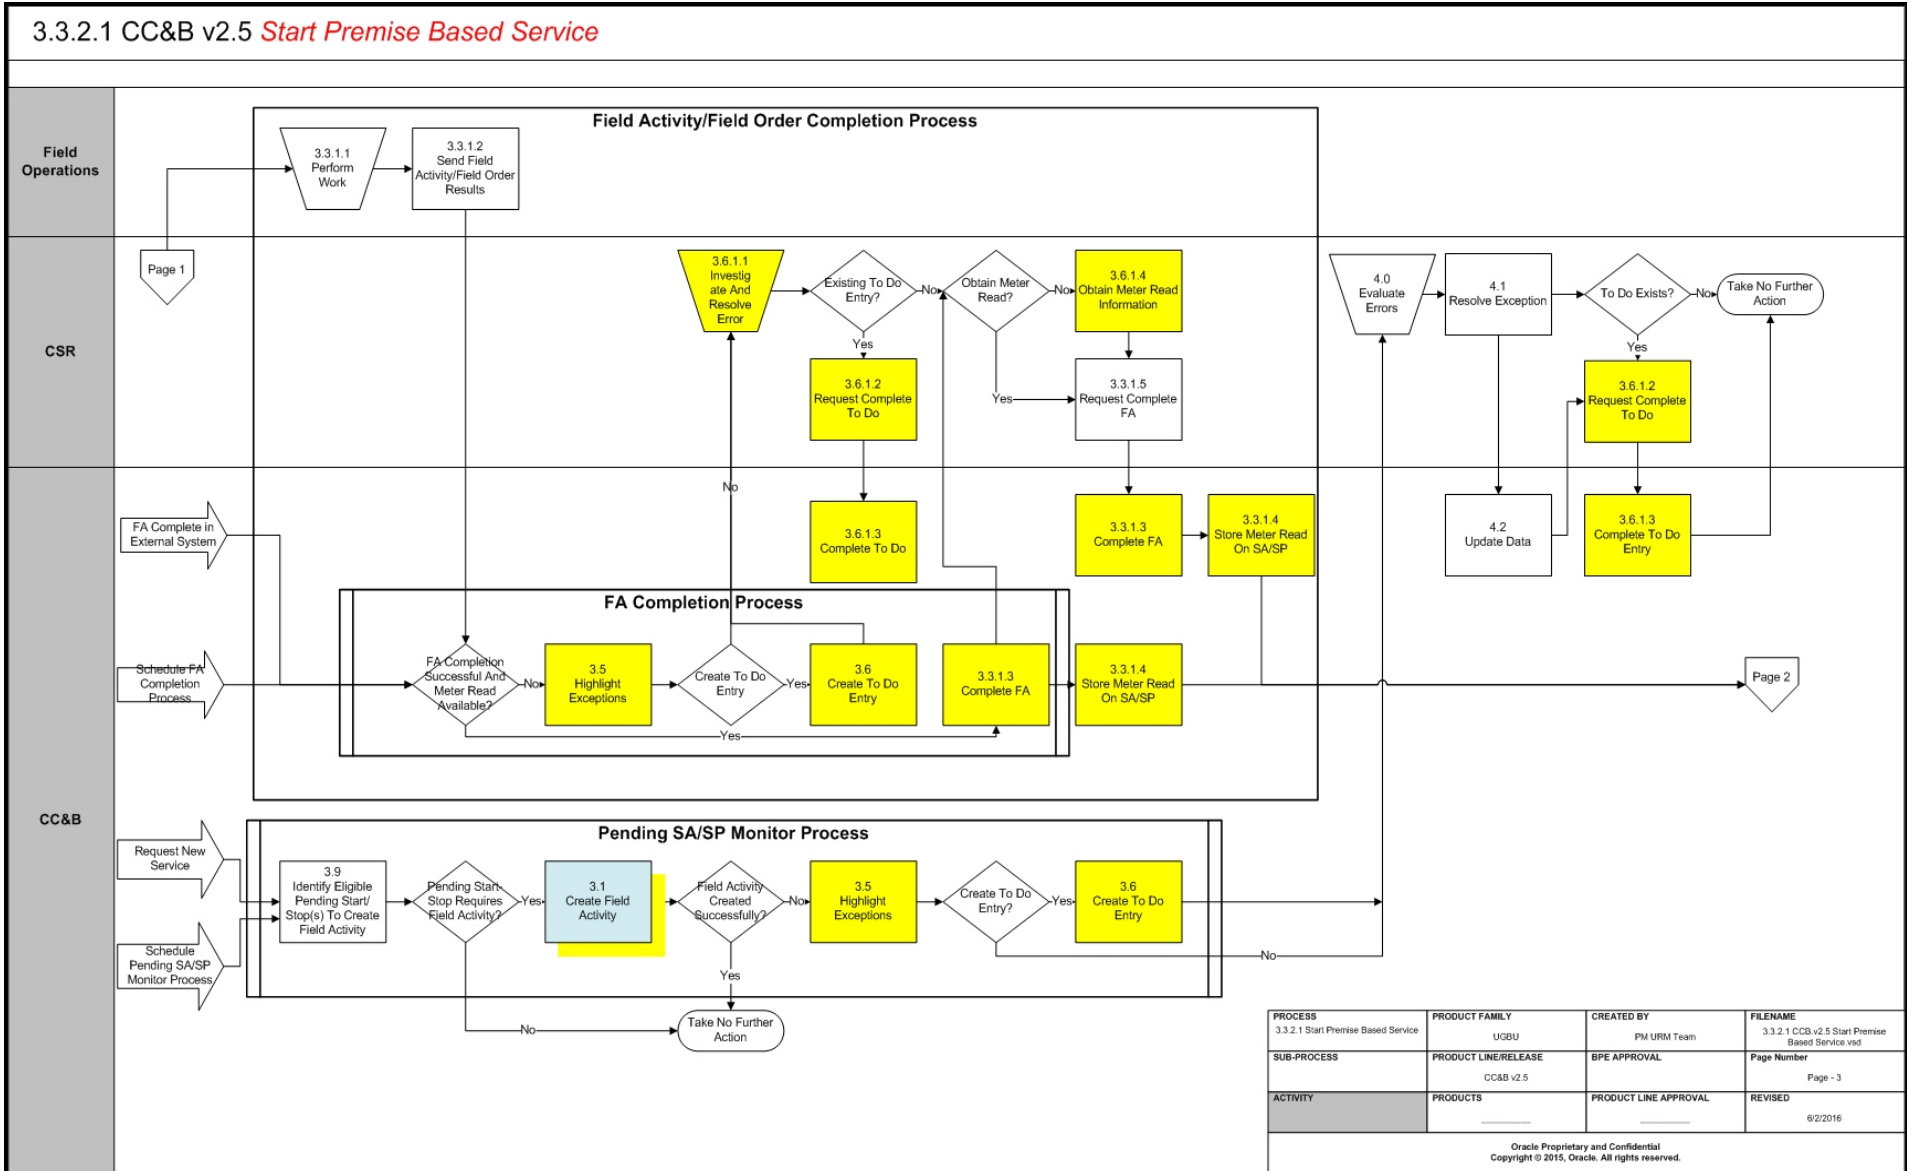 3.3.2.1 CC&B v2.5 Start Premise Based Service
Field
Operations
Field Activity/Field Order Completion Process
3.3.1.1
Perform
Work
3.3.1.2
Send Field
Activity/Field Order
Results
CSR
Page 1
3.6.1.1
Investig
ate And
Resolve
Error
Existing To Do
Entry?
No
Yes
Obtain Meter
Read?
No
Yes
3.6.1.4
Obtain Meter Read
Information
3.6.1.2
Request Complete
To Do
3.3.1.5
Request Complete
FA
4.0
Evaluate
Errors
4.1
Resolve Exception
To Do Exists?
No
Yes
Take No Further
Action
3.6.1.2
Request Complete
To Do
CC&B
No
FA Complete in
External System
3.6.1.3
Complete To Do
3.3.1.3
Complete FA
3.3.1.4
Store Meter Read
On SA/SP
4.2
Update Data
3.6.1.3
Complete To Do
Entry
FA Completion Process
Schedule FA
Completion
Process
FA Completion
Successful And
Meter Read
Available?
No
Yes
3.5
Highlight
Exceptions
Create To Do
Entry
Yes
3.6
Create To Do
Entry
3.3.1.3
Complete FA
3.3.1.4
Store Meter Read
On SA/SP
Page 2
Pending SA/SP Monitor Process
Request New
Service
Schedule
Pending SA/SP
Monitor Process
3.9
Identify Eligible
Pending Start/
Stop(s) To Create
Field Activity
Pending Start-
Stop Requires
Field Activity?
Yes
No
3.1
Create Field
Activity
Field Activity
Created
Successfully?
No
Yes
3.5
Highlight
Exceptions
Create To Do
Entry?
Yes
No
3.6
Create To Do
Entry
Take No Further
Action
PROCESS
3.3.2.1 Start Premise Based Service
PRODUCT FAMILY
UGBU
CREATED BY
PM URM Team
FILENAME
3.3.2.1 CCB.v2.5 Start Premise
Based Service.vsd
SUB-PROCESS
PRODUCT LINE/RELEASE
CC&B v2.5
BPE APPROVAL
Page Number
Page - 3
ACTIVITY
PRODUCTS
PRODUCT LINE APPROVAL
REVISED
6/2/2016
Oracle Proprietary and Confidential
Copyright © 2015, Oracle. All rights reserved.